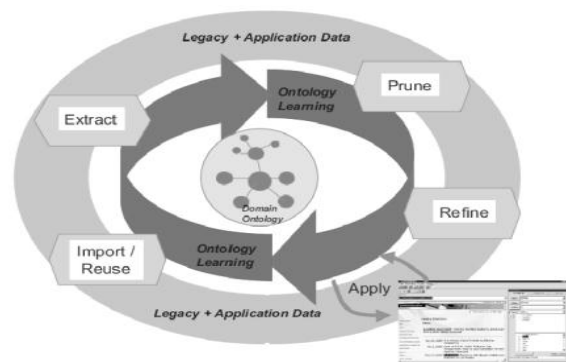 Legacy + Application Data
Prune
Ontology
Learning
Extract
Domain
Ontology
Refine
Import /
Reuse
Ontology
Learning
Apply
Legacy + Application Data